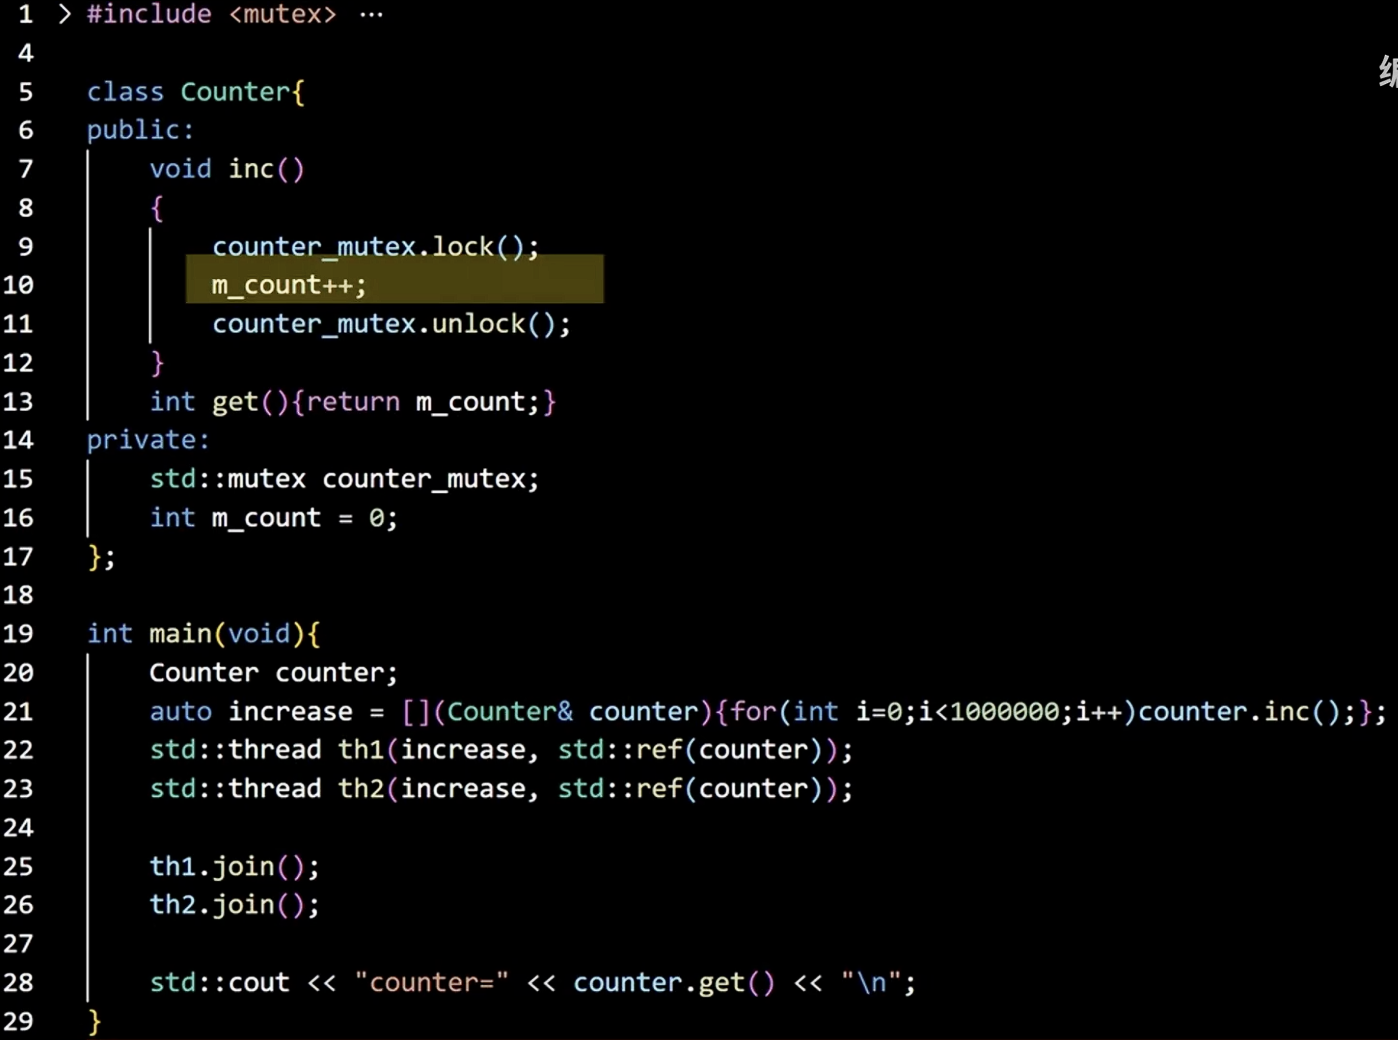 1 > #include <mutex> ···
4
5 class Counter{
6 public:
7 void inc()
8 {
9 counter_mutex.lock();
10 m_count++;
11 counter_mutex.unlock();
12 }
13 int get(){return m_count;}
14 private:
15 std::mutex counter_mutex;
16 int m_count = 0;
17 };
18
19 int main(void){
20 Counter counter;
21 auto increase = [](Counter& counter){for(int i=0;i<1000000;i++)counter.inc();};
22 std::thread th1(increase, std::ref(counter));
23 std::thread th2(increase, std::ref(counter));
24
25 th1.join();
26 th2.join();
27
28 std::cout << "counter=" << counter.get() << "\n";
29 }